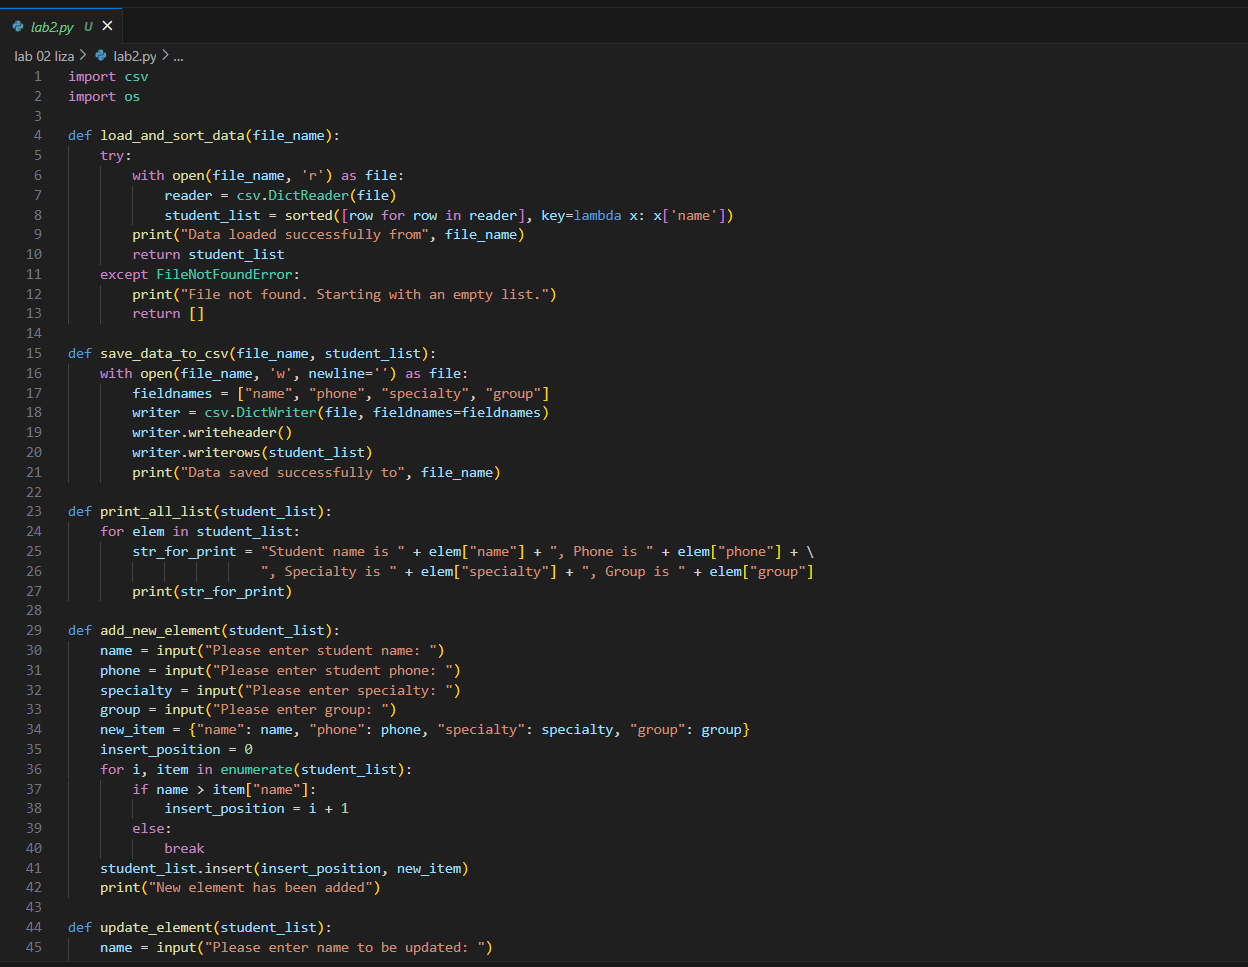 lab2.py U
lab 02 liza > lab2.py > ...
1 import csv
2 import os
3
4 def load_and_sort_data(file_name):
5     try:
6         with open(file_name, 'r') as file:
7             reader = csv.DictReader(file)
8             student_list = sorted([row for row in reader], key=lambda x: x['name'])
9         print("Data loaded successfully from", file_name)
10         return student_list
11     except FileNotFoundError:
12         print("File not found. Starting with an empty list.")
13         return []
14
15 def save_data_to_csv(file_name, student_list):
16     with open(file_name, 'w', newline='') as file:
17         fieldnames = ["name", "phone", "specialty", "group"]
18         writer = csv.DictWriter(file, fieldnames=fieldnames)
19         writer.writeheader()
20         writer.writerows(student_list)
21         print("Data saved successfully to", file_name)
22
23 def print_all_list(student_list):
24     for elem in student_list:
25         str_for_print = "Student name is " + elem["name"] + ", Phone is " + elem["phone"] + \
26                         ", Specialty is " + elem["specialty"] + ", Group is " + elem["group"]
27         print(str_for_print)
28
29 def add_new_element(student_list):
30     name = input("Please enter student name: ")
31     phone = input("Please enter student phone: ")
32     specialty = input("Please enter specialty: ")
33     group = input("Please enter group: ")
34     new_item = {"name": name, "phone": phone, "specialty": specialty, "group": group}
35     insert_position = 0
36     for i, item in enumerate(student_list):
37         if name > item["name"]:
38             insert_position = i + 1
39         else:
40             break
41     student_list.insert(insert_position, new_item)
42     print("New element has been added")
43
44 def update_element(student_list):
45     name = input("Please enter name to be updated: ")